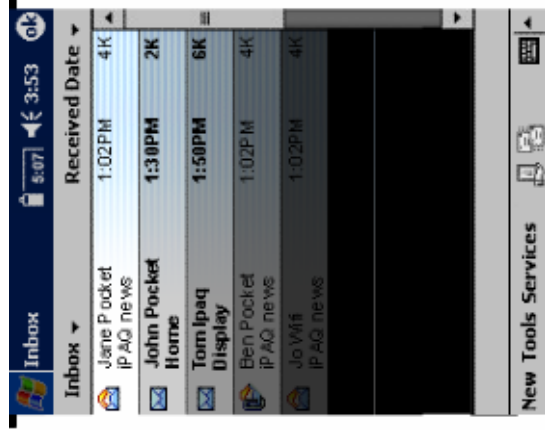 Inbox 5:07 3:53 ok
Inbox Received Date
Jane Pocket 1:02PM 4K
iPAQ news
John Pocket 1:30PM 2K
Home
Tom Ipaq 1:50PM 6K
Display
Ben Pocket 1:02PM 4K
iPAQ news
Jo Wifi 1:02PM 4K
iPAQ news
New Tools Services